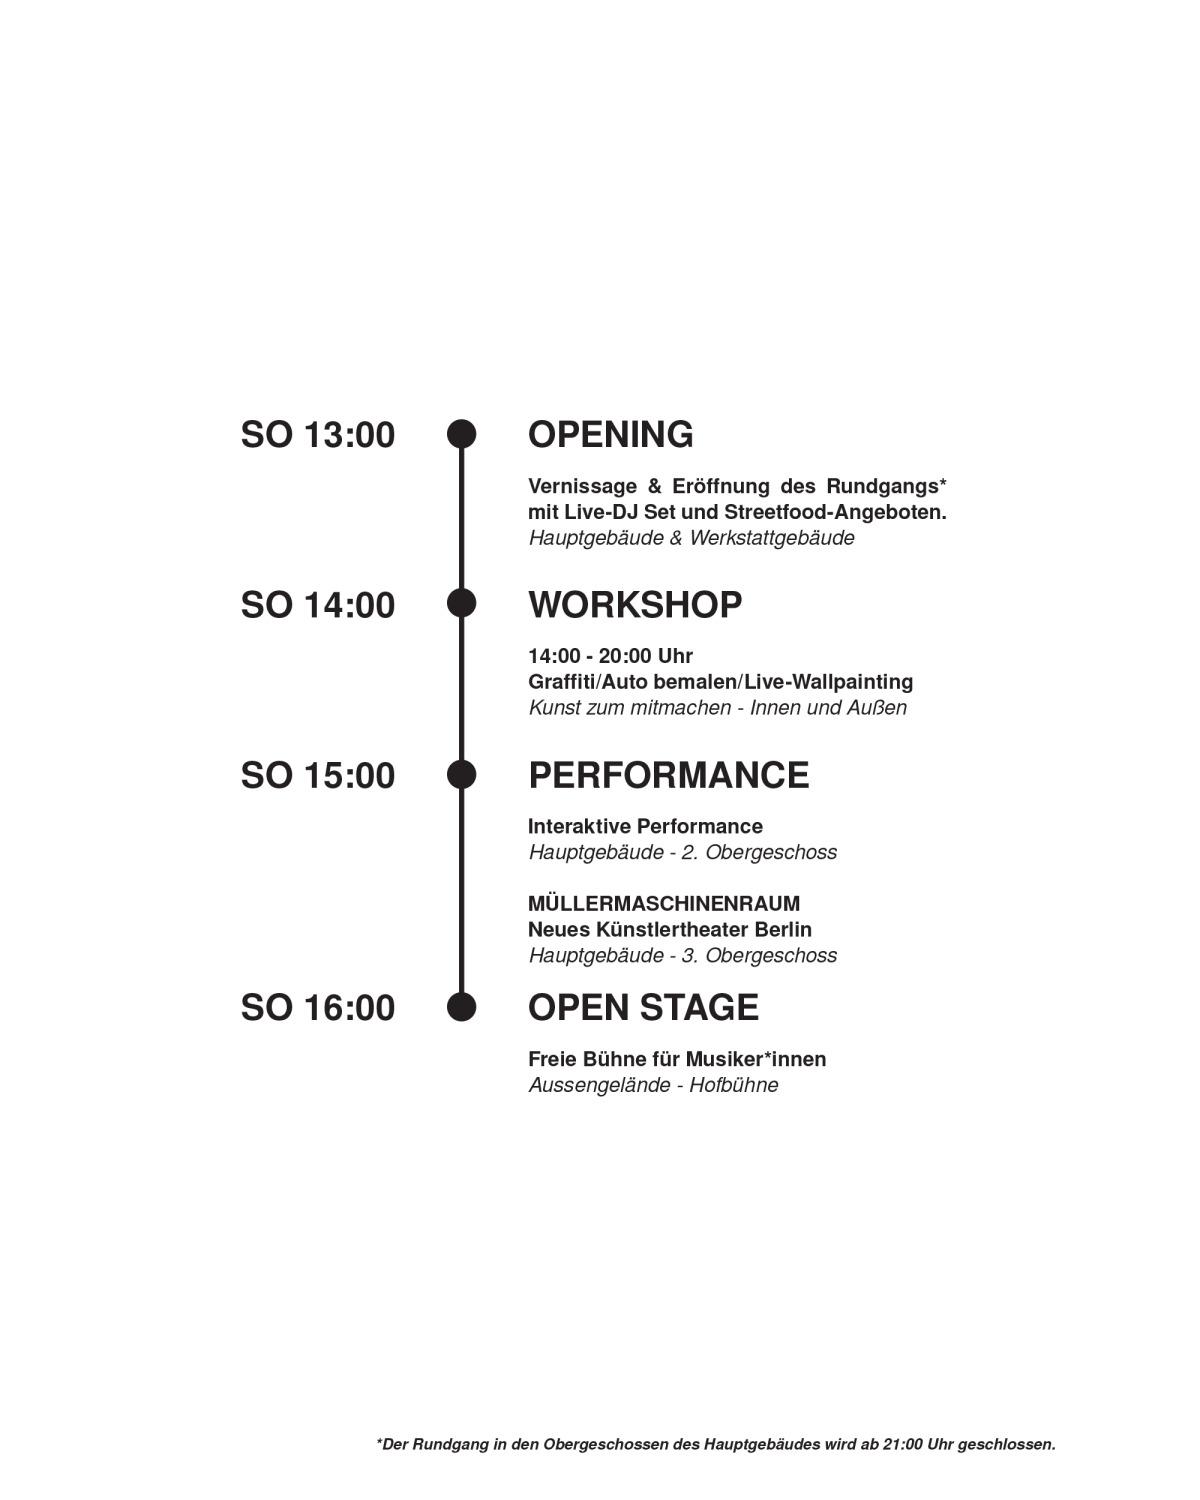 SO 13:00
OPENING
Vernissage & Eröffnung des Rundgangs*
mit Live-DJ Set und Streetfood-Angeboten.
Hauptgebäude & Werkstattgebäude
SO 14:00
WORKSHOP
14:00 - 20:00 Uhr
Graffiti/Auto bemalen/Live-Wallpainting
Kunst zum mitmachen - Innen und Außen
SO 15:00
PERFORMANCE
Interaktive Performance
Hauptgebäude - 2. Obergeschoss
MÜLLERMASCHINENRAUM
Neues Künstlertheater Berlin
Hauptgebäude - 3. Obergeschoss
SO 16:00
OPEN STAGE
Freie Bühne für Musiker*innen
Aussengelände - Hofbühne
*Der Rundgang in den Obergeschossen des Hauptgebäudes wird ab 21:00 Uhr geschlossen.